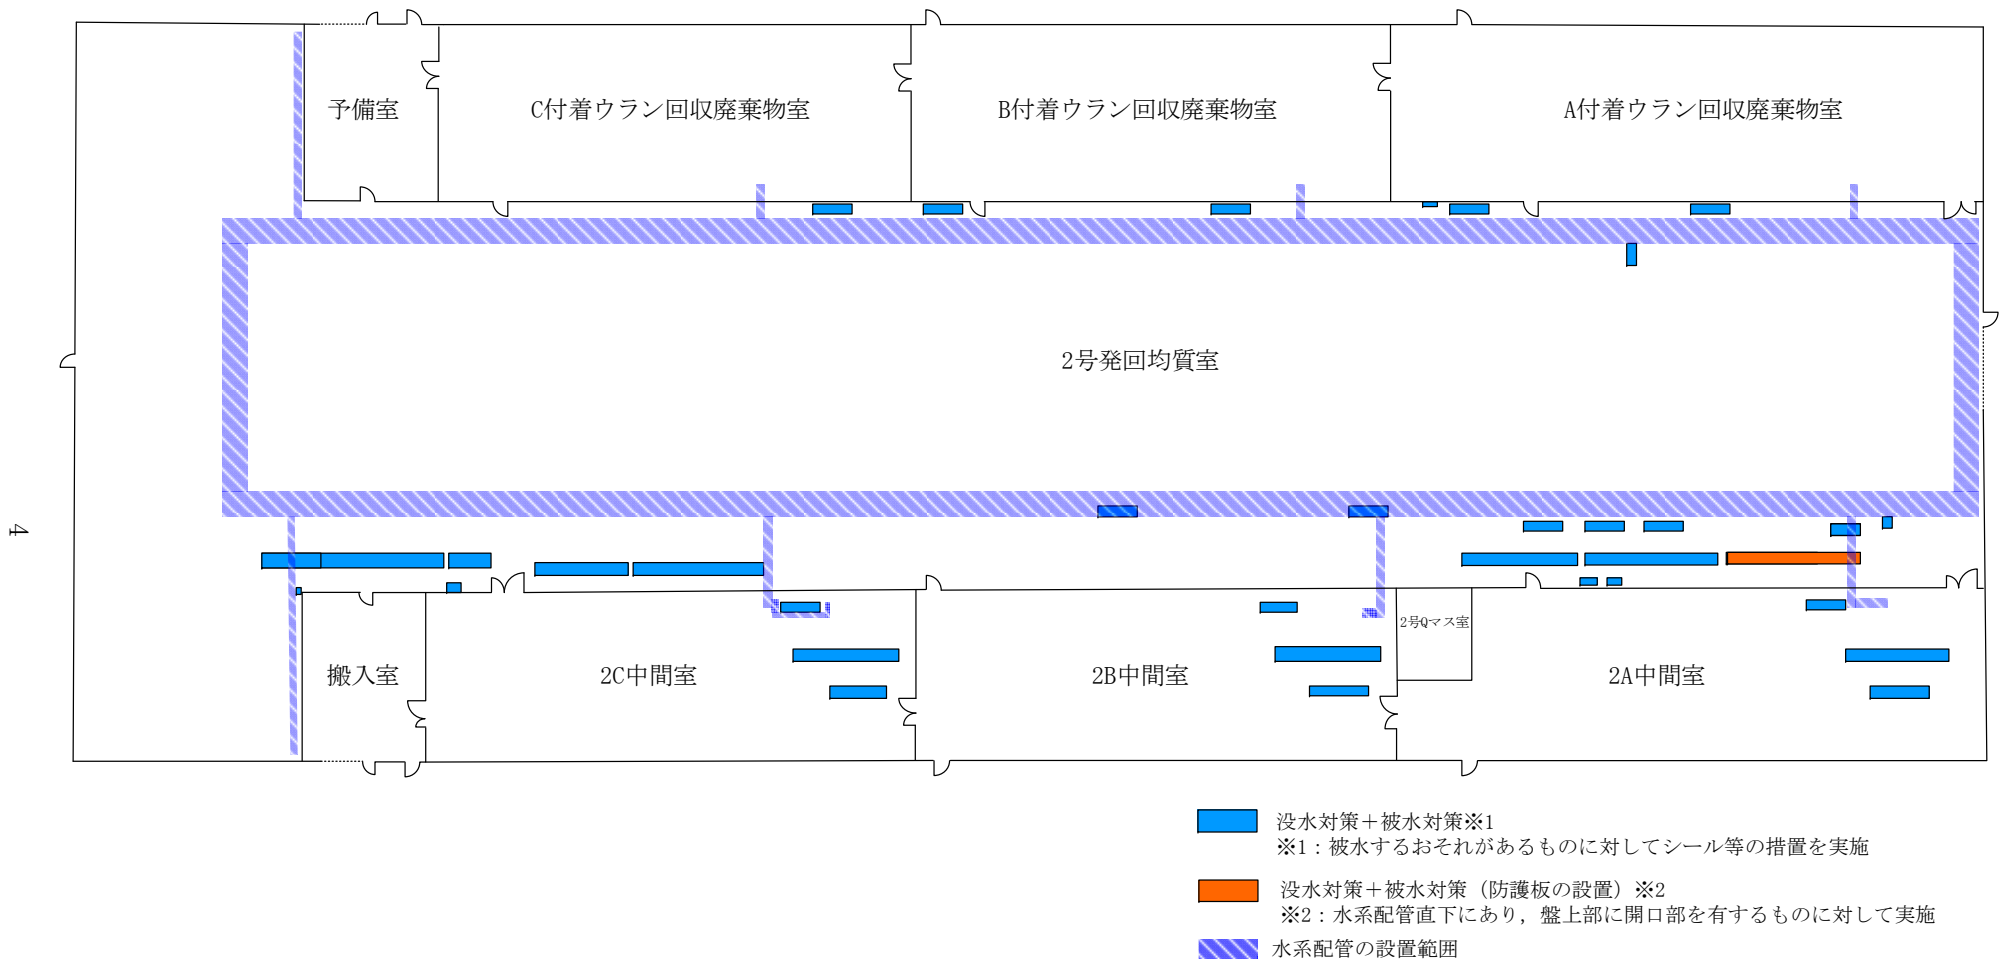 予備室
C付着ウラン回収廃棄物室
B付着ウラン回収廃棄物室
A付着ウラン回収廃棄物室
2号発回均質室
4
2号Qマス室
搬入室
2C中間室
2B中間室
2A中間室
没水対策＋被水対策※1
※1：被水するおそれがあるものに対してシール等の措置を実施
没水対策＋被水対策（防護板の設置）※2
※2：水系配管直下にあり，盤上部に開口部を有するものに対して実施
水系配管の設置範囲